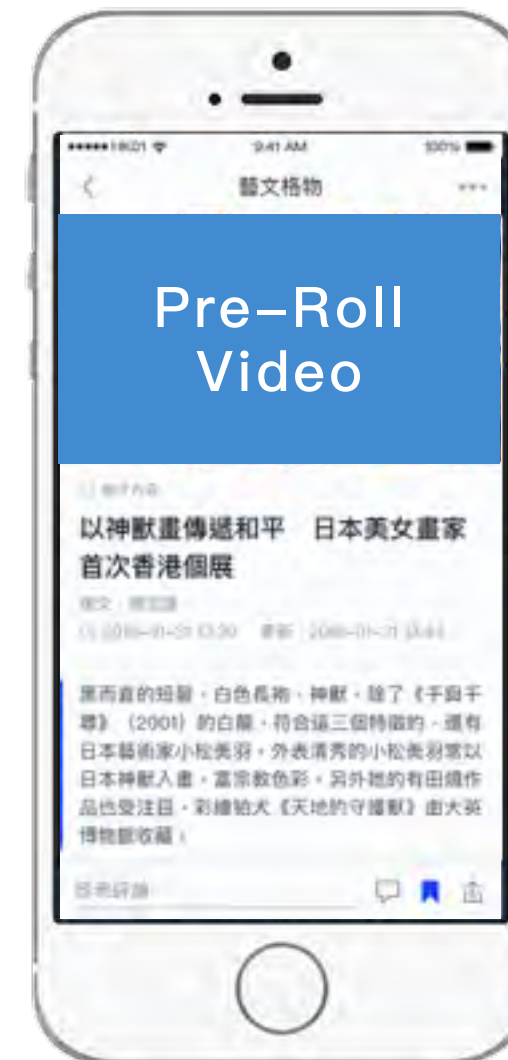 HK01 9:41 AM 100%
藝文格物
Pre-Roll
Video
以神獸畫傳遞和平 日本美女畫家
首次香港個展
黑而直的短髮、白色長袍、神獸，除了《千與千
尋》（2001）的白龍，符合這三個特徵的，還有
日本藝術家小松美羽。外表清秀的小松美羽常以
日本神獸入畫，富宗教色彩。另外她的有田燒作
品也受注目，彩繪狛犬《天地的守護獸》由大英
博物館收藏。
發表評論